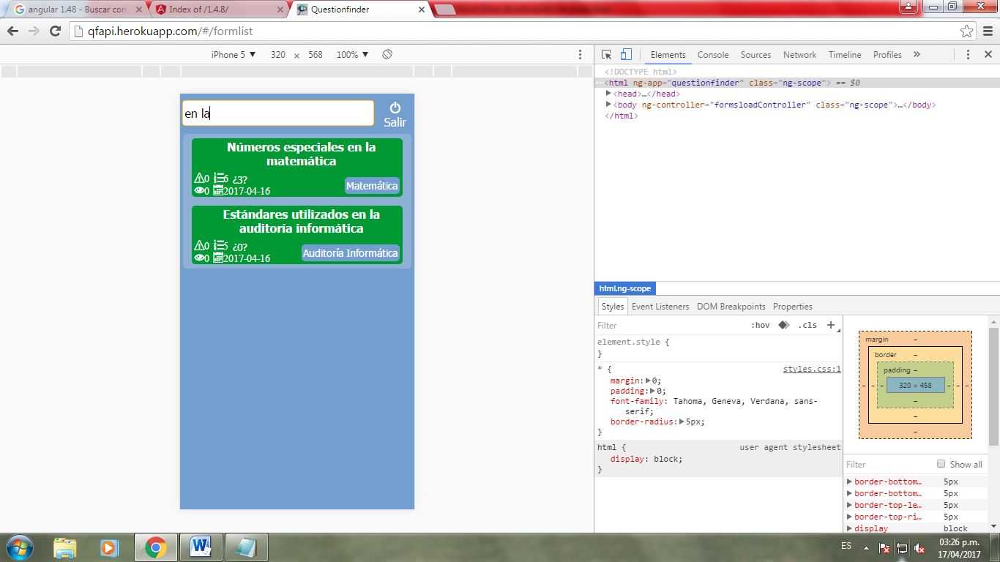 angular 1.48 - Buscar con
Index of /1.4.8/
Questionfinder
qfapi.herokuapp.com/#/formlist
iPhone 5 ▼ 320 × 568 100% ▼
Elements Console Sources Network Timeline Profiles »
<!DOCTYPE html>
···<html ng-app="questionfinder" class="ng-scope"> == $0
▶<head>…</head>
▶<body ng-controller="formsloadController" class="ng-scope">…</body>
</html>
en la
Salir
Números especiales en la
matemática
0 6 ¿3?
0 2017-04-16
Matemática
Estándares utilizados en la
auditoría informática
0 5 ¿0?
0 2017-04-16
Auditoría Informática
html.ng-scope
Styles Event Listeners DOM Breakpoints Properties
Filter :hov .cls +
element.style {
}
* { styles.css:1
margin:▶0;
padding:▶0;
font-family: Tahoma, Geneva, Verdana, sans-
serif;
border-radius:▶5px;
}
html { user agent stylesheet
display: block;
}
margin –
border –
padding –
– – – 320 × 458 – – –
–
–
–
Filter Show all
▶border-bottom… 5px
▶border-bottom… 5px
▶border-top-le… 5px
▶border-top-ri… 5px
▶display block
ES
03:26 p.m.
17/04/2017